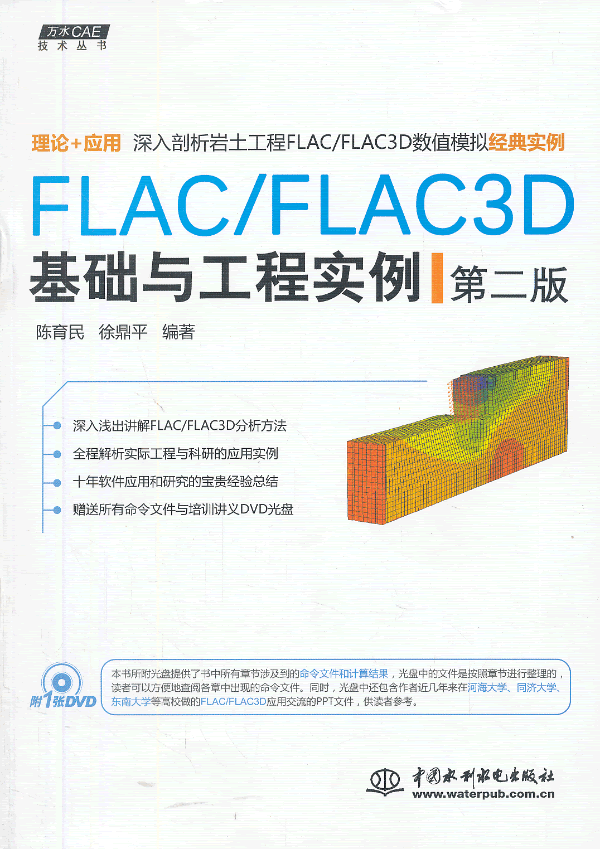 万水CAE
技术丛书
理论+应用 深入剖析岩土工程FLAC/FLAC3D数值模拟经典实例
FLAC/FLAC3D
基础与工程实例 第二版
陈育民 徐鼎平 编著
深入浅出讲解FLAC/FLAC3D分析方法
全程解析实际工程与科研的应用实例
十年软件应用和研究的宝贵经验总结
赠送所有命令文件与培训讲义DVD光盘
附1张DVD
本书所附光盘提供了书中所有章节涉及到的命令文件和计算结果，光盘中的文件是按照章节进行整理的，
读者可以方便地查阅各章中出现的命令文件。同时，光盘中还包含作者近几年来在河海大学、同济大学、
东南大学等高校做的FLAC/FLAC3D应用交流的PPT文件，供读者参考。
中国水利水电出版社
www.waterpub.com.cn